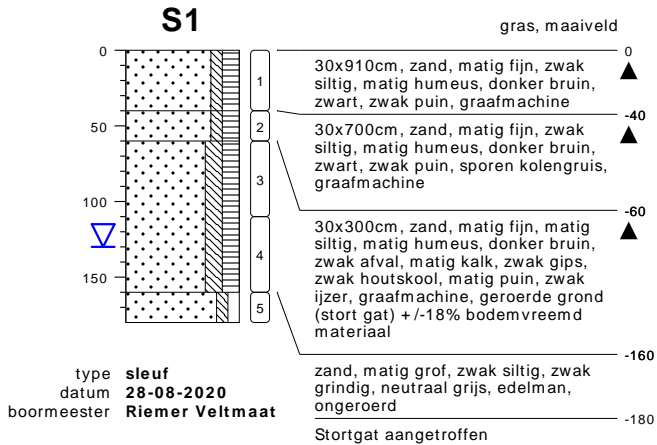 S1
gras, maaiveld
0
50
100
150
1
2
3
4
5
0
30x910cm, zand, matig fijn, zwak
siltig, matig humeus, donker bruin,
zwart, zwak puin, graafmachine
-40
30x700cm, zand, matig fijn, zwak
siltig, matig humeus, donker bruin,
zwart, zwak puin, sporen kolengruis,
graafmachine
-60
30x300cm, zand, matig fijn, matig
siltig, matig humeus, donker bruin,
zwak afval, matig kalk, zwak gips,
zwak houtskool, matig puin, zwak
ijzer, graafmachine, geroerde grond
(stort gat) +/-18% bodemvreemd
materiaal
-160
zand, matig grof, zwak siltig, zwak
grindig, neutraal grijs, edelman,
ongeroerd
-180
Stortgat aangetroffen
type sleuf
datum 28-08-2020
boormeester Riemer Veltmaat